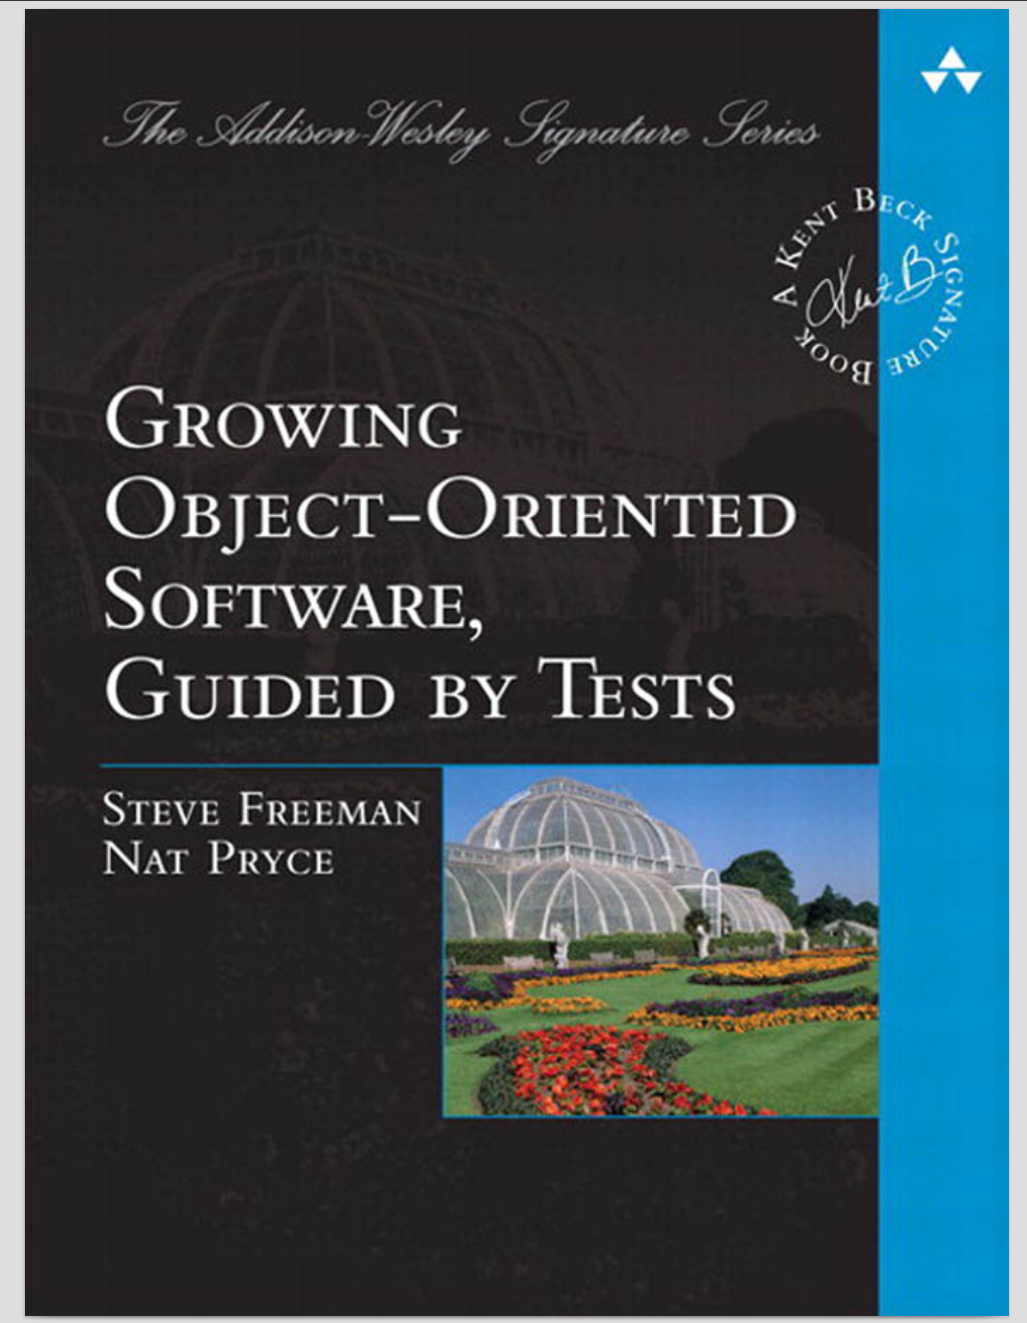 The Addison-Wesley Signature Series
A KENT BECK SIGNATURE BOOK
Kent B
GROWING
OBJECT-ORIENTED
SOFTWARE,
GUIDED BY TESTS
STEVE FREEMAN
NAT PRYCE